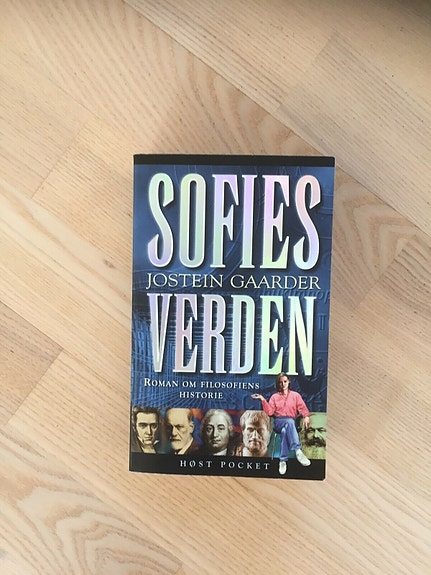 SOFIES
JOSTEIN GAARDER
VERDEN
ROMAN OM FILOSOFIENS
HISTORIE
HØST POCKET